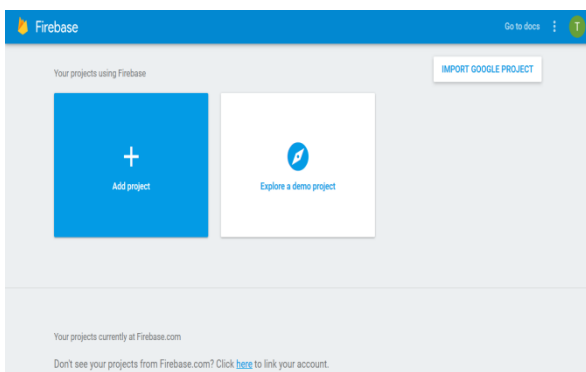 Firebase
Go to docs
T
Your projects using Firebase
IMPORT GOOGLE PROJECT
Add project
Explore a demo project
Your projects currently at Firebase.com
Don't see your projects from Firebase.com? Click here to link your account.